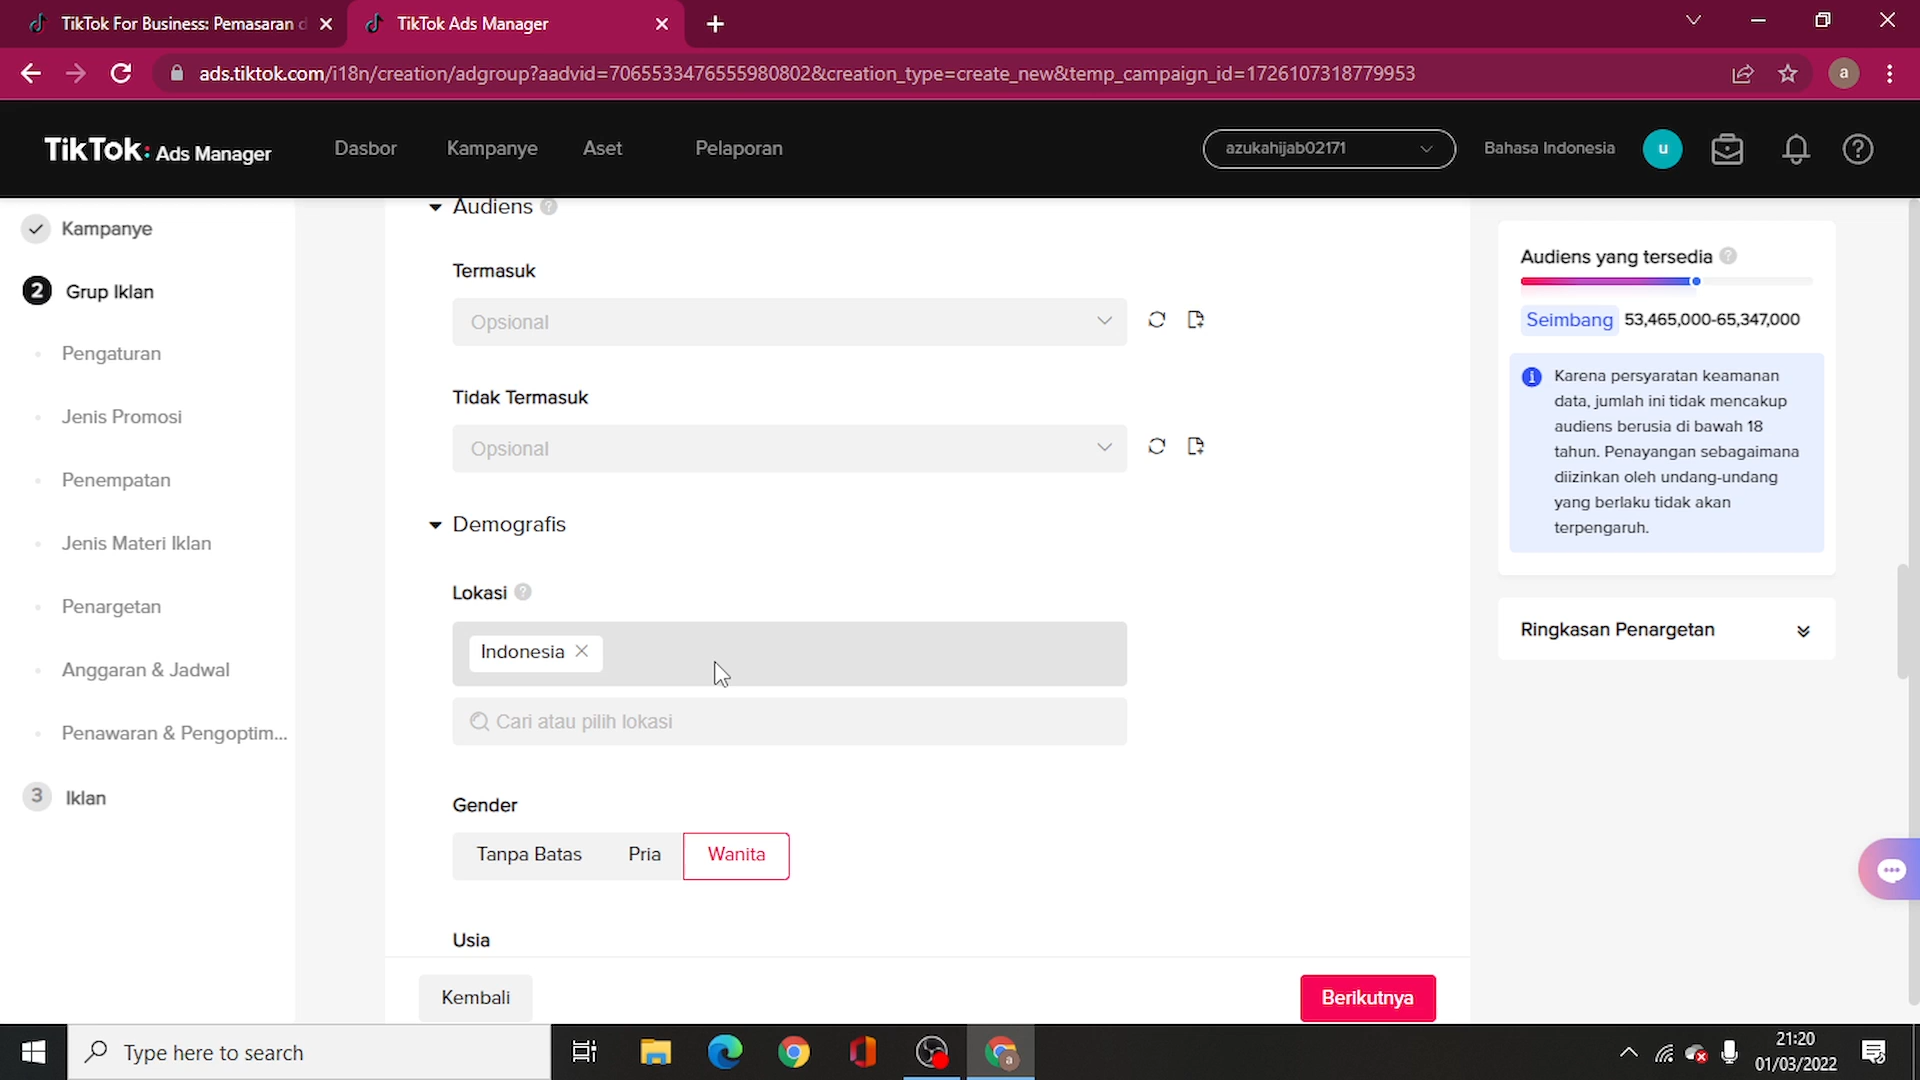 TikTok For Business: Pemasaran
TikTok Ads Manager
ads.tiktok.com/i18n/creation/adgroup?aadvid=7065533476555980802&creation_type=create_new&temp_campaign_id=1726107318779953
a
TikTok: Ads Manager
Dasbor
Kampanye
Aset
Pelaporan
azukahijab02171
Bahasa Indonesia
u
Kampanye
2 Grup Iklan
Pengaturan
Jenis Promosi
Penempatan
Jenis Materi Iklan
Penargetan
Anggaran & Jadwal
Penawaran & Pengoptim...
3 Iklan
Audiens
Termasuk
Opsional
Tidak Termasuk
Opsional
Demografis
Lokasi
Indonesia
Cari atau pilih lokasi
Gender
Tanpa Batas Pria Wanita
Usia
Kembali
Berikutnya
Audiens yang tersedia
Seimbang 53,465,000-65,347,000
Karena persyaratan keamanan
data, jumlah ini tidak mencakup
audiens berusia di bawah 18
tahun. Penayangan sebagaimana
diizinkan oleh undang-undang
yang berlaku tidak akan
terpengaruh.
Ringkasan Penargetan
Type here to search
a
21:20
01/03/2022